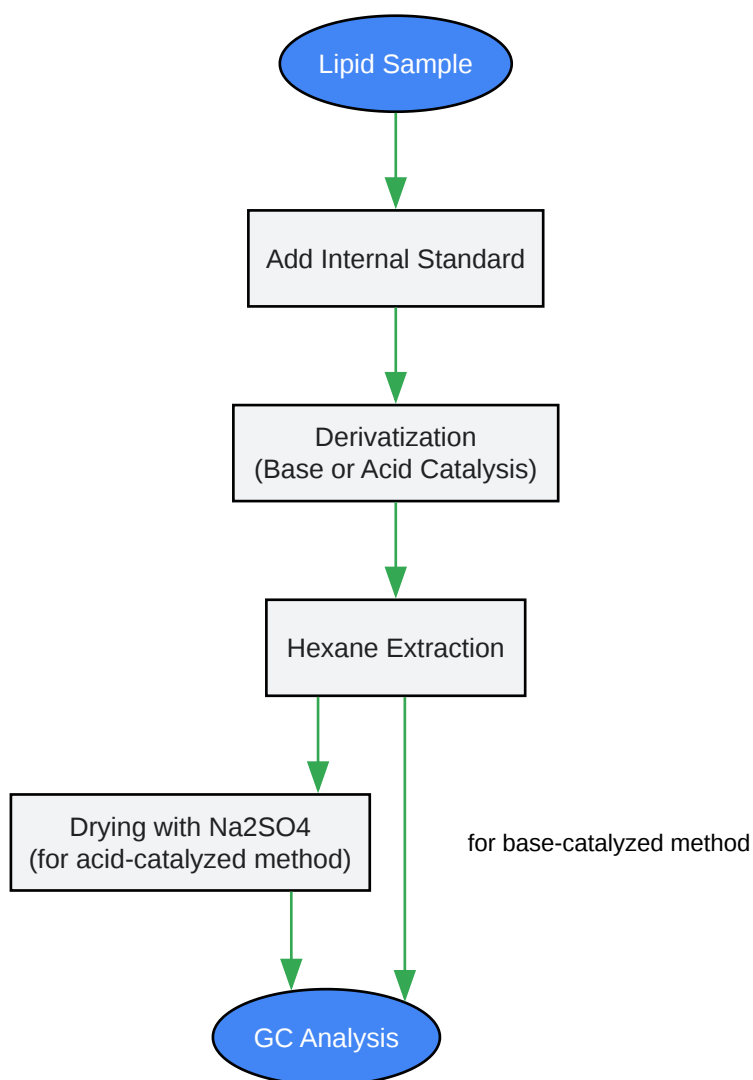 Lipid Sample
Add Internal Standard
Derivatization
(Base or Acid Catalysis)
Hexane Extraction
Drying with Na2SO4
(for acid-catalyzed method)
for base-catalyzed method
GC Analysis